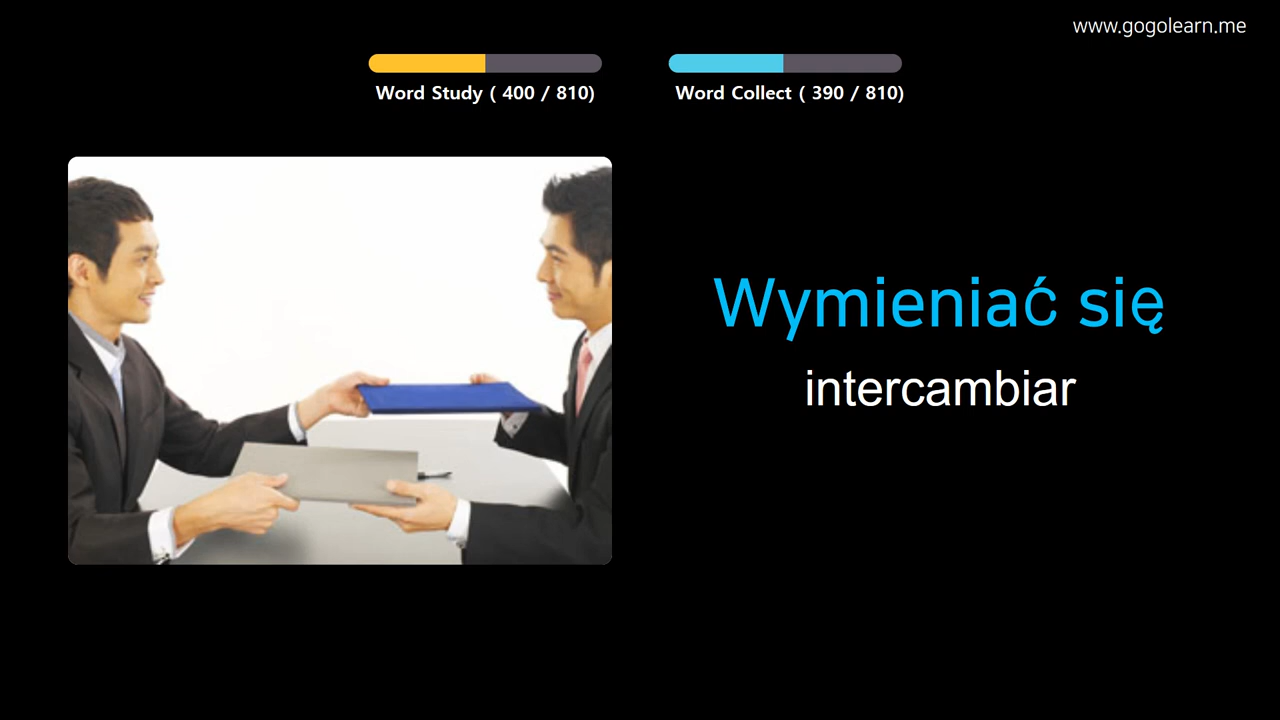 www.gogolearn.me
Word Study ( 400 / 810)
Word Collect ( 390 / 810)
Wymieniać się
intercambiar